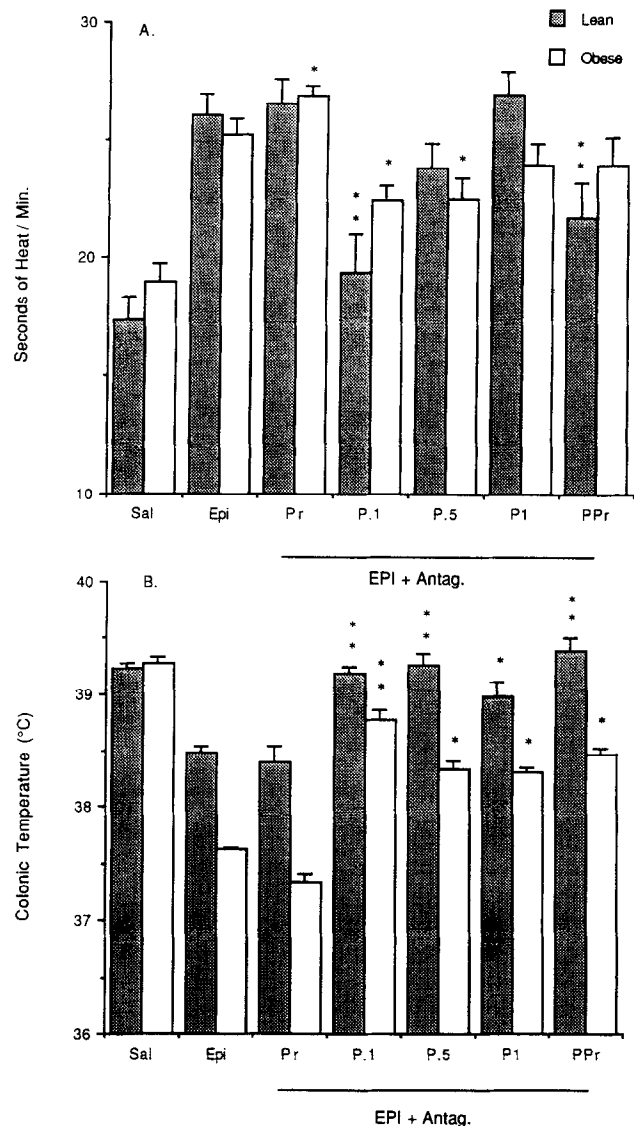 A.
Lean
Obese
30
20
10
Seconds of Heat / Min.
*
* *
*
*
* *
Sal Epi Pr P.1 P.5 P1 PPr
EPI + Antag.
B.
40
39
38
37
36
Colonic Temperature (°C)
* *
* *
* *
*
*
*
* *
*
Sal Epi Pr P.1 P.5 P1 PPr
EPI + Antag.